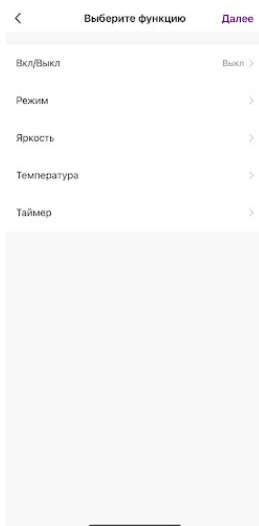 Выберите функцию
Далее
Вкл/Выкл
Выкл
Режим
Яркость
Температура
Таймер